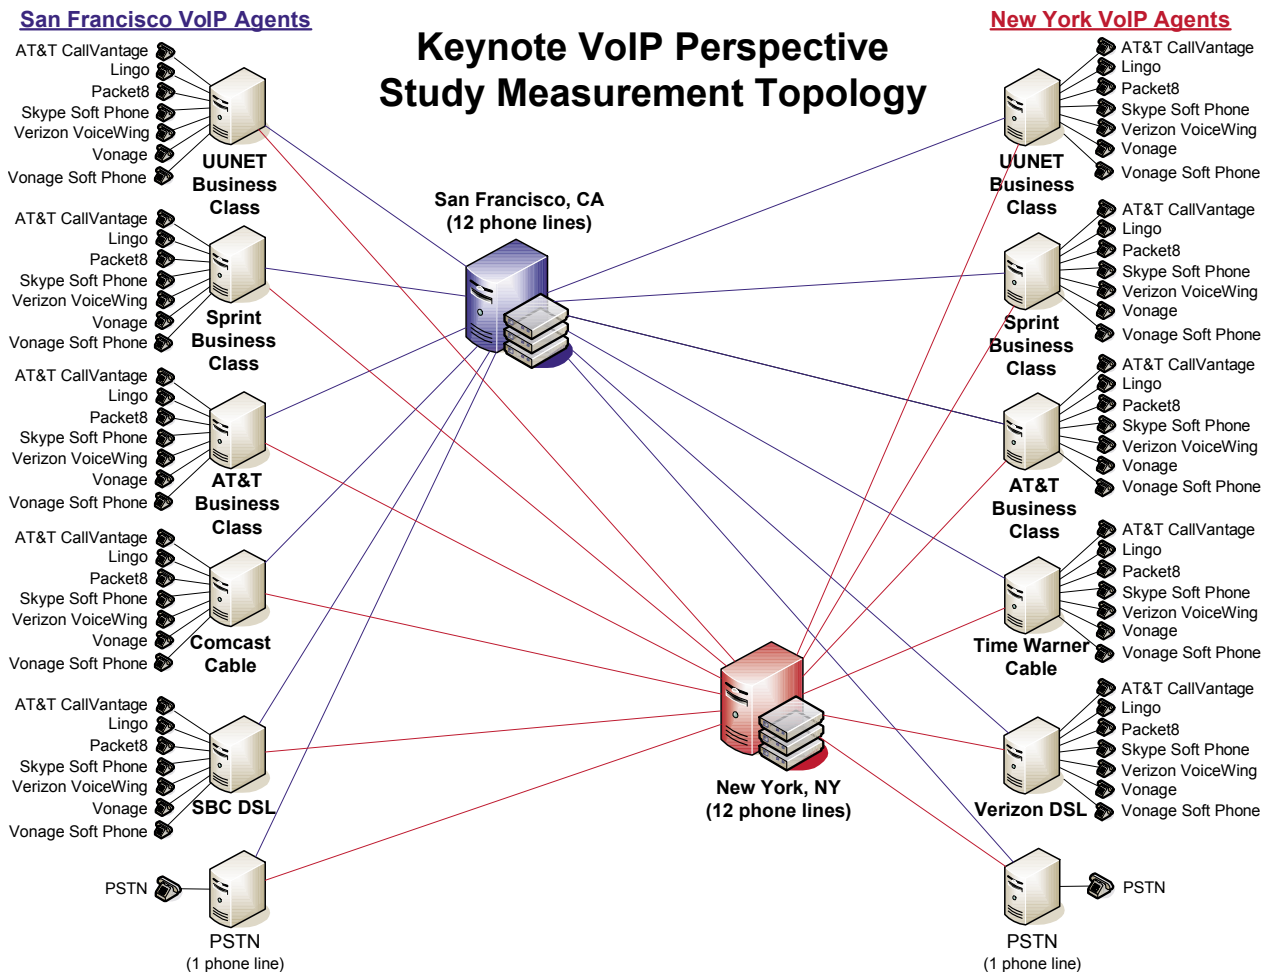 San Francisco VoIP Agents
New York VoIP Agents
Keynote VoIP Perspective
Study Measurement Topology
AT&T CallVantage
Lingo
Packet8
Skype Soft Phone
Verizon VoiceWing
Vonage
Vonage Soft Phone
UUNET
Business
Class
AT&T CallVantage
Lingo
Packet8
Skype Soft Phone
Verizon VoiceWing
Vonage
Vonage Soft Phone
Sprint
Business
Class
AT&T CallVantage
Lingo
Packet8
Skype Soft Phone
Verizon VoiceWing
Vonage
Vonage Soft Phone
AT&T
Business
Class
AT&T CallVantage
Lingo
Packet8
Skype Soft Phone
Verizon VoiceWing
Vonage
Vonage Soft Phone
Comcast
Cable
AT&T CallVantage
Lingo
Packet8
Skype Soft Phone
Verizon VoiceWing
Vonage
Vonage Soft Phone
SBC DSL
PSTN
PSTN
(1 phone line)
San Francisco, CA
(12 phone lines)
New York, NY
(12 phone lines)
AT&T CallVantage
Lingo
Packet8
Skype Soft Phone
Verizon VoiceWing
Vonage
Vonage Soft Phone
UUNET
Business
Class
AT&T CallVantage
Lingo
Packet8
Skype Soft Phone
Verizon VoiceWing
Vonage
Vonage Soft Phone
Sprint
Business
Class
AT&T CallVantage
Lingo
Packet8
Skype Soft Phone
Verizon VoiceWing
Vonage
Vonage Soft Phone
AT&T
Business
Class
AT&T CallVantage
Lingo
Packet8
Skype Soft Phone
Verizon VoiceWing
Vonage
Vonage Soft Phone
Time Warner
Cable
AT&T CallVantage
Lingo
Packet8
Skype Soft Phone
Verizon VoiceWing
Vonage
Vonage Soft Phone
Verizon DSL
PSTN
PSTN
(1 phone line)